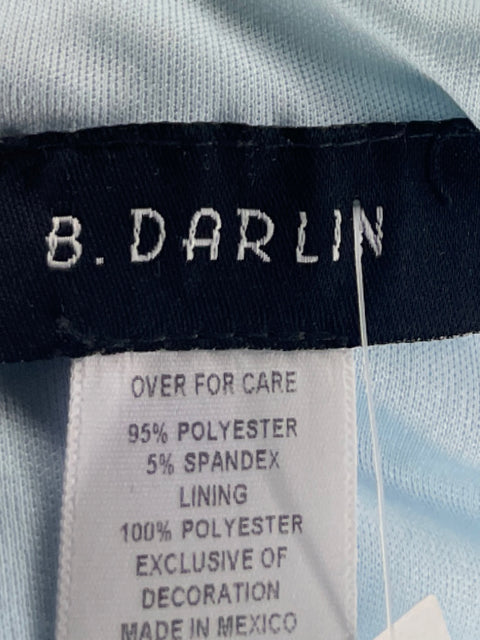 B. DARLIN
OVER FOR CARE
95% POLYESTER
5% SPANDEX
LINING
100% POLYESTER
EXCLUSIVE OF
DECORATION
MADE IN MEXICO